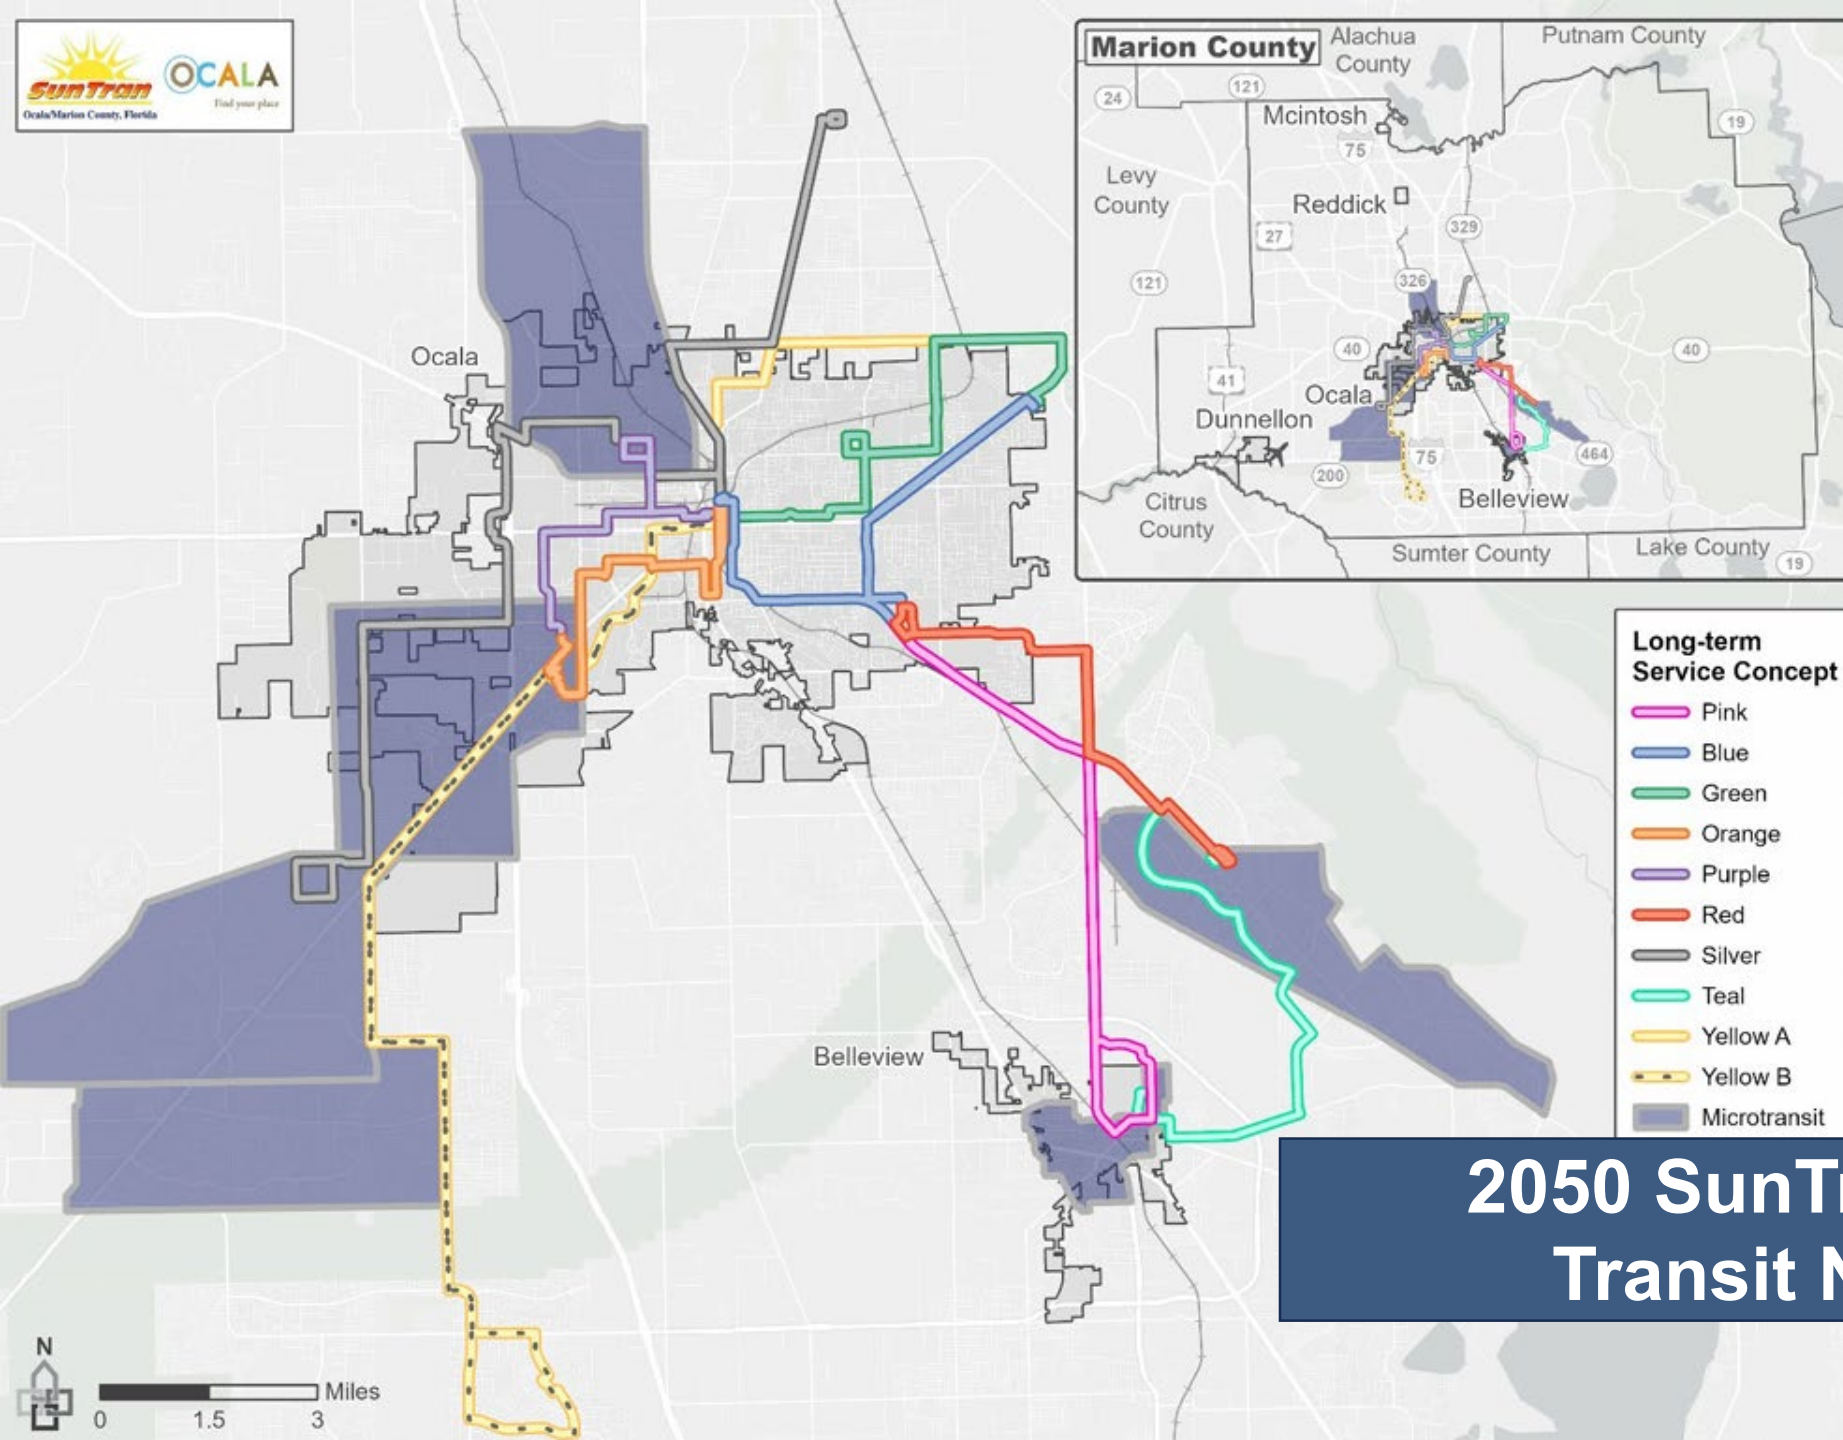 SunTran
Ocala/Marion County, Florida
OCALA
Find your place
Ocala
Belleview
N
Miles
0 1.5 3
Marion County
Alachua
County
Putnam County
24
121
Mcintosh
19
75
Levy
County
Reddick
27
329
121
326
40
40
41
Ocala
Dunnellon
75
464
200
Belleview
Citrus
County
Sumter County
Lake County
19
Long-term
Service Concept
Pink
Blue
Green
Orange
Purple
Red
Silver
Teal
Yellow A
Yellow B
Microtransit
2050 SunTr
Transit N